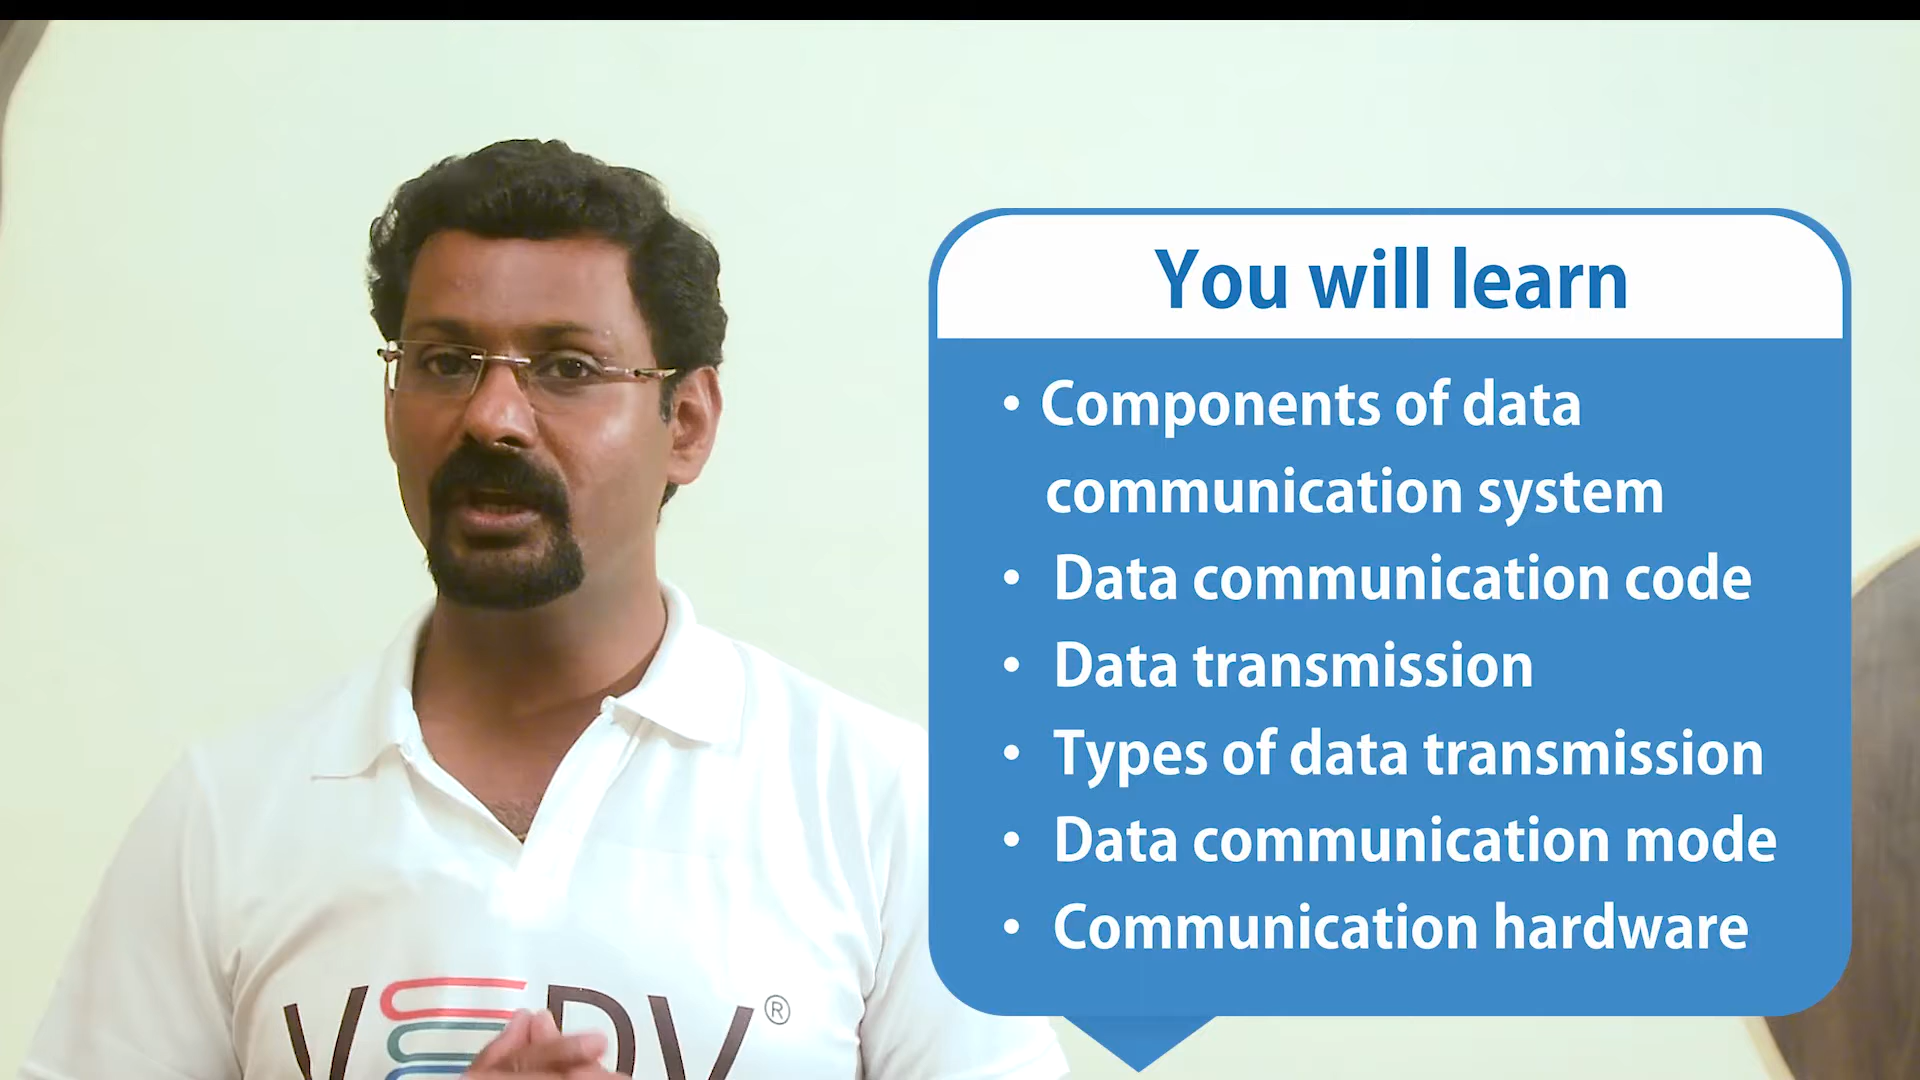 You will learn
• Components of data
communication system
• Data communication code
• Data transmission
• Types of data transmission
• Data communication mode
• Communication hardware
®